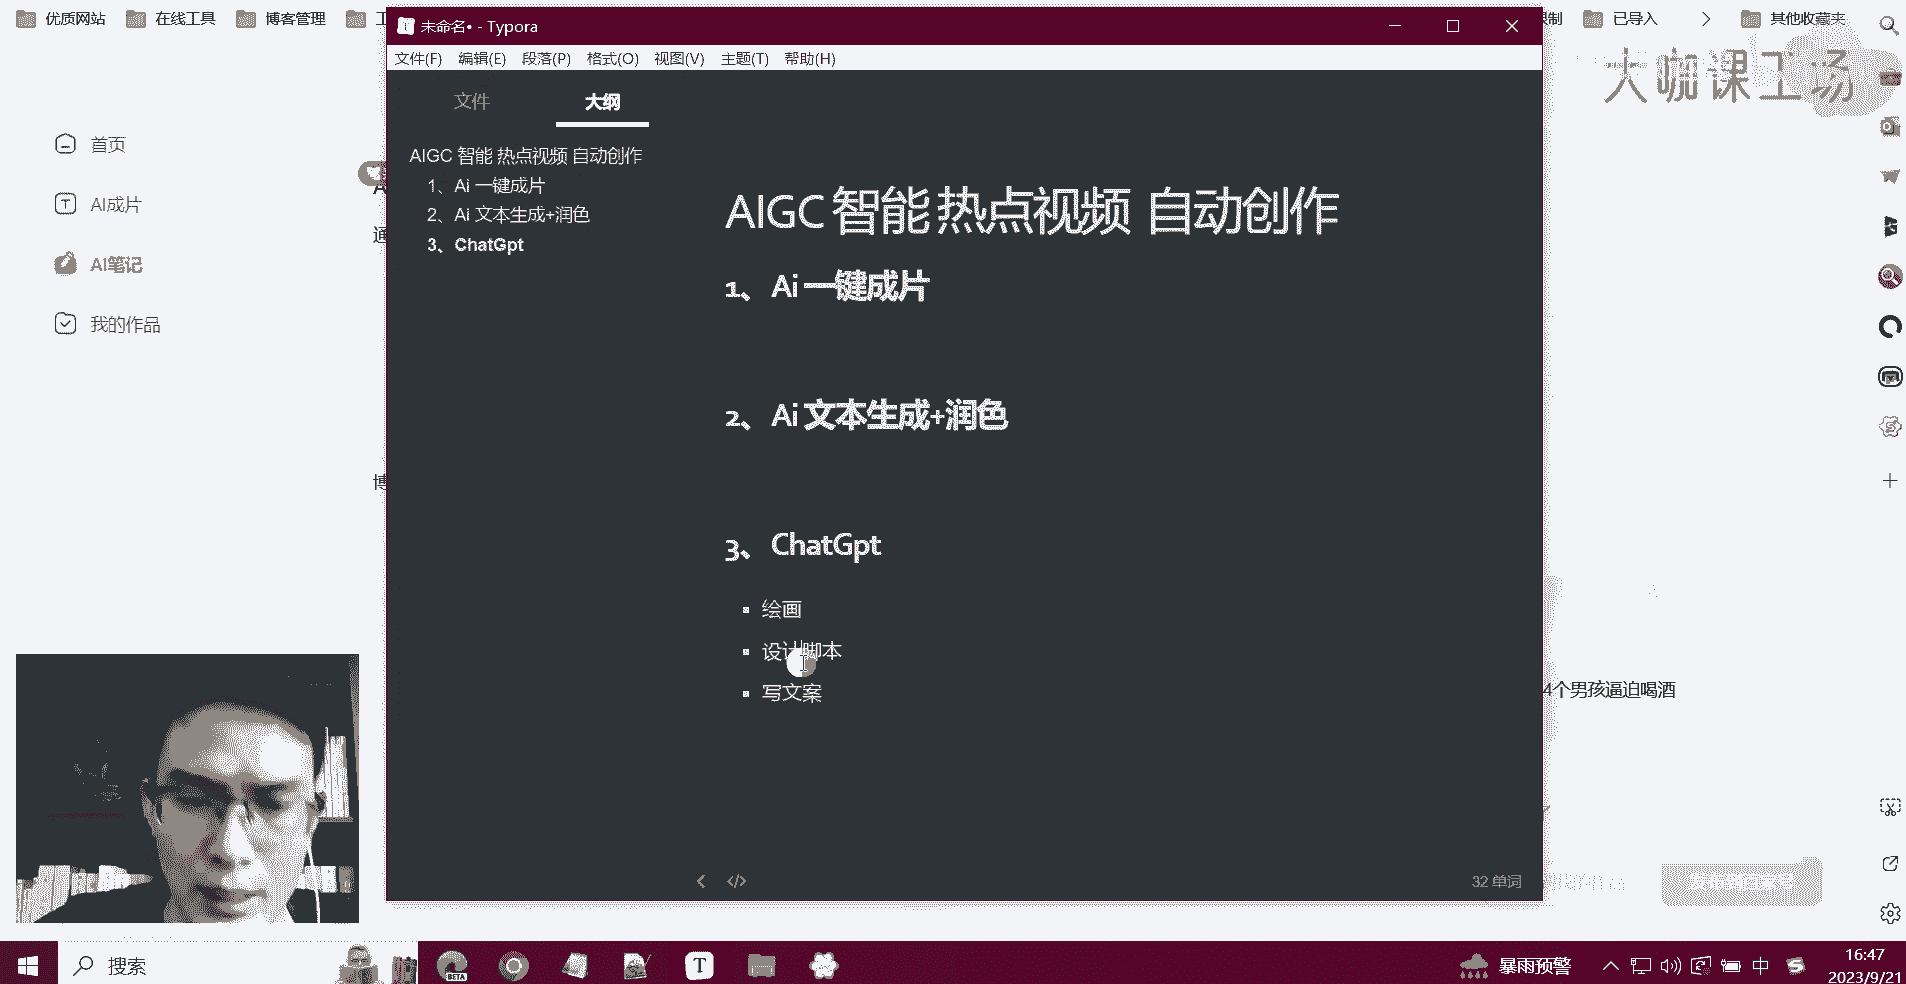 优质网站
在线工具
博客管理
未命名• - Typora
已导入
其他收藏夹
文件(F) 编辑(E) 段落(P) 格式(O) 视图(V) 主题(T) 帮助(H)
大咖课工场
文件 大纲
首页
AI成片
AI笔记
我的作品
AIGC 智能 热点视频 自动创作
1、Ai 一键成片
2、Ai 文本生成+润色
3、ChatGpt
AIGC 智能 热点视频 自动创作
1、 Ai 一键成片
2、 Ai 文本生成+润色
3、 ChatGpt
绘画
设计脚本
写文案
4个男孩逼迫喝酒
32 单词
发布到百家号
搜索
BETA
T
暴雨预警
中
16:47
2023/9/21